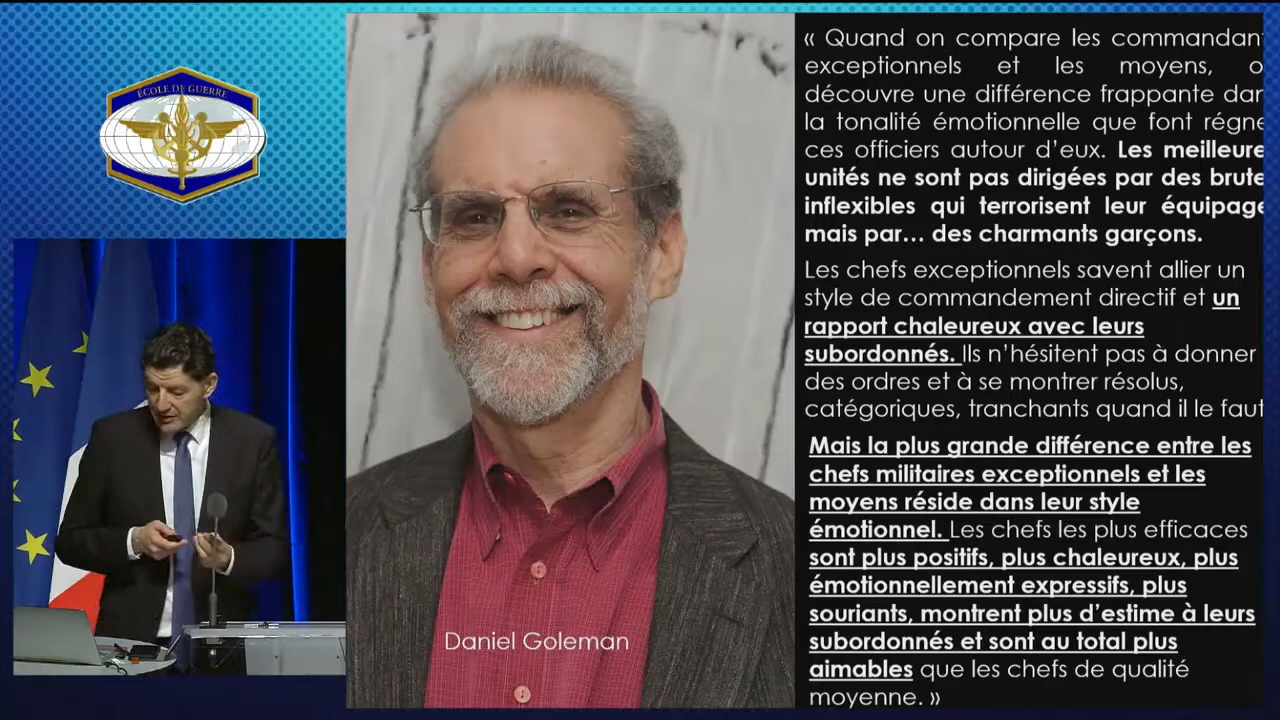 ÉCOLE DE GUERRE
Daniel Goleman
« Quand on compare les commandan
exceptionnels et les moyens, o
découvre une différence frappante dan
la tonalité émotionnelle que font régne
ces officiers autour d’eux. Les meilleure
unités ne sont pas dirigées par des brute
inflexibles qui terrorisent leur équipage
mais par… des charmants garçons.
Les chefs exceptionnels savent allier un
style de commandement directif et un
rapport chaleureux avec leurs
subordonnés. Ils n’hésitent pas à donner
des ordres et à se montrer résolus,
catégoriques, tranchants quand il le faut
Mais la plus grande différence entre les
chefs militaires exceptionnels et les
moyens réside dans leur style
émotionnel. Les chefs les plus efficaces
sont plus positifs, plus chaleureux, plus
émotionnellement expressifs, plus
souriants, montrent plus d’estime à leurs
subordonnés et sont au total plus
aimables que les chefs de qualité
moyenne. »